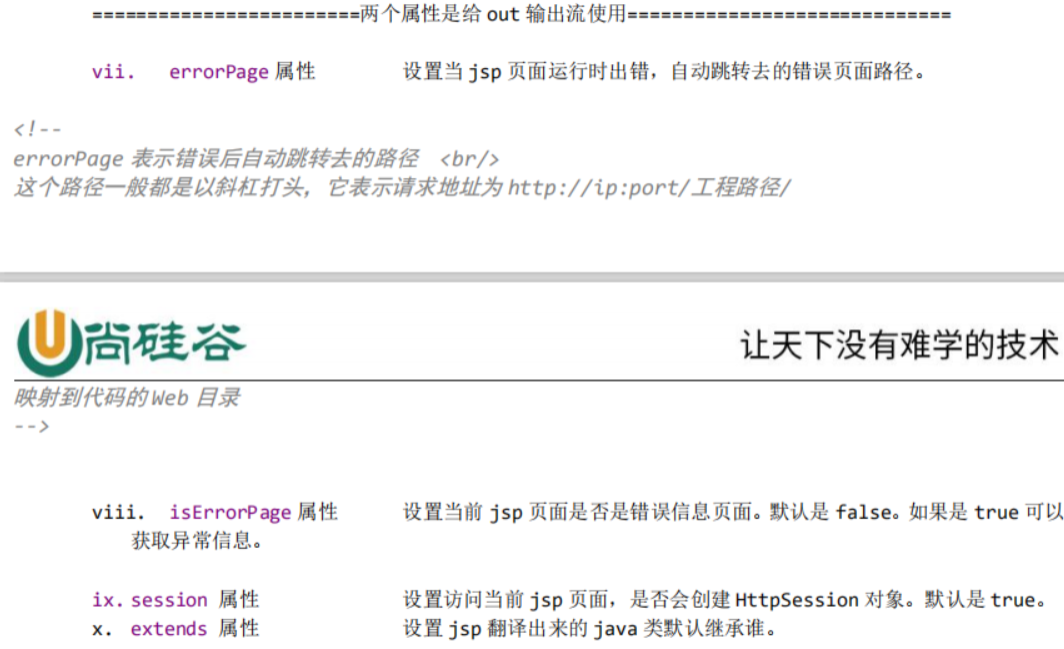 ========================两个属性是给 out 输出流使用=============================
vii. errorPage 属性 设置当 jsp 页面运行时出错，自动跳转去的错误页面路径。
<!--
errorPage 表示错误后自动跳转去的路径 <br/>
这个路径一般都是以斜杠打头，它表示请求地址为 http://ip:port/工程路径/
尚硅谷 让天下没有难学的技术
映射到代码的 Web 目录
-->
viii. isErrorPage 属性 设置当前 jsp 页面是否是错误信息页面。默认是 false。如果是 true 可以
获取异常信息。
ix. session 属性 设置访问当前 jsp 页面，是否会创建 HttpSession 对象。默认是 true。
x. extends 属性 设置 jsp 翻译出来的 java 类默认继承谁。